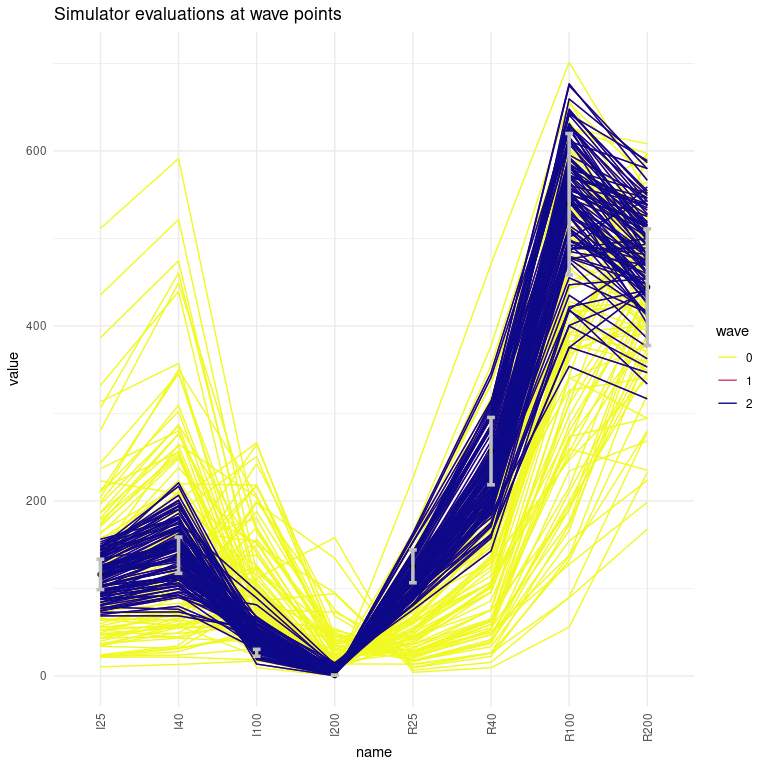 Simulator evaluations at wave points
value
600
400
200
0
I25
I40
I100
I200
R25
R40
R100
R200
name
wave
0
1
2